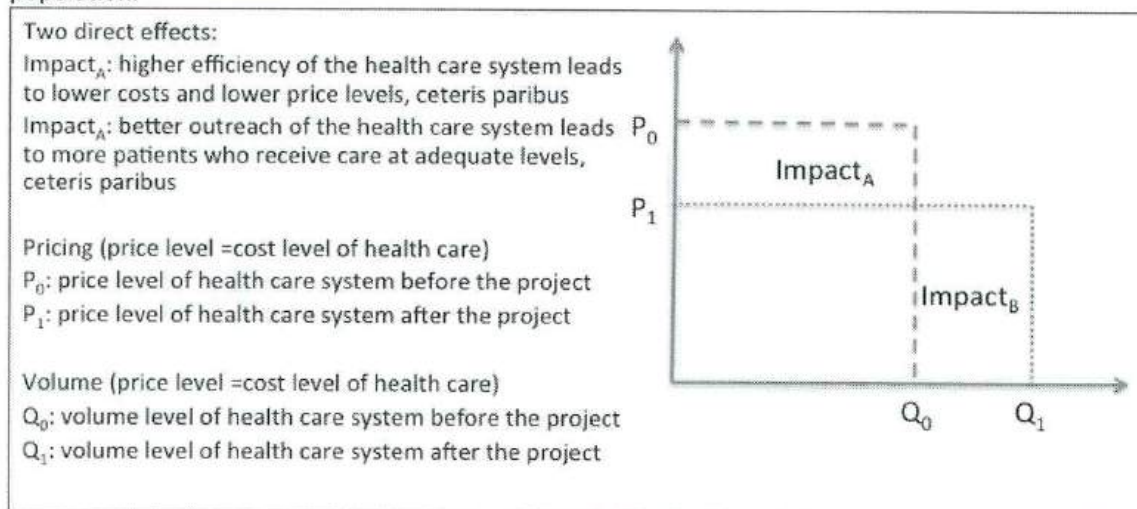 Two direct effects:
Impact_A: higher efficiency of the health care system leads
to lower costs and lower price levels, ceteris paribus
Impact_A: better outreach of the health care system leads
to more patients who receive care at adequate levels,
ceteris paribus
Pricing (price level =cost level of health care)
P_0: price level of health care system before the project
P_1: price level of health care system after the project
Volume (price level =cost level of health care)
Q_0: volume level of health care system before the project
Q_1: volume level of health care system after the project
P_0
Impact_A
P_1
Impact_B
Q_0 Q_1